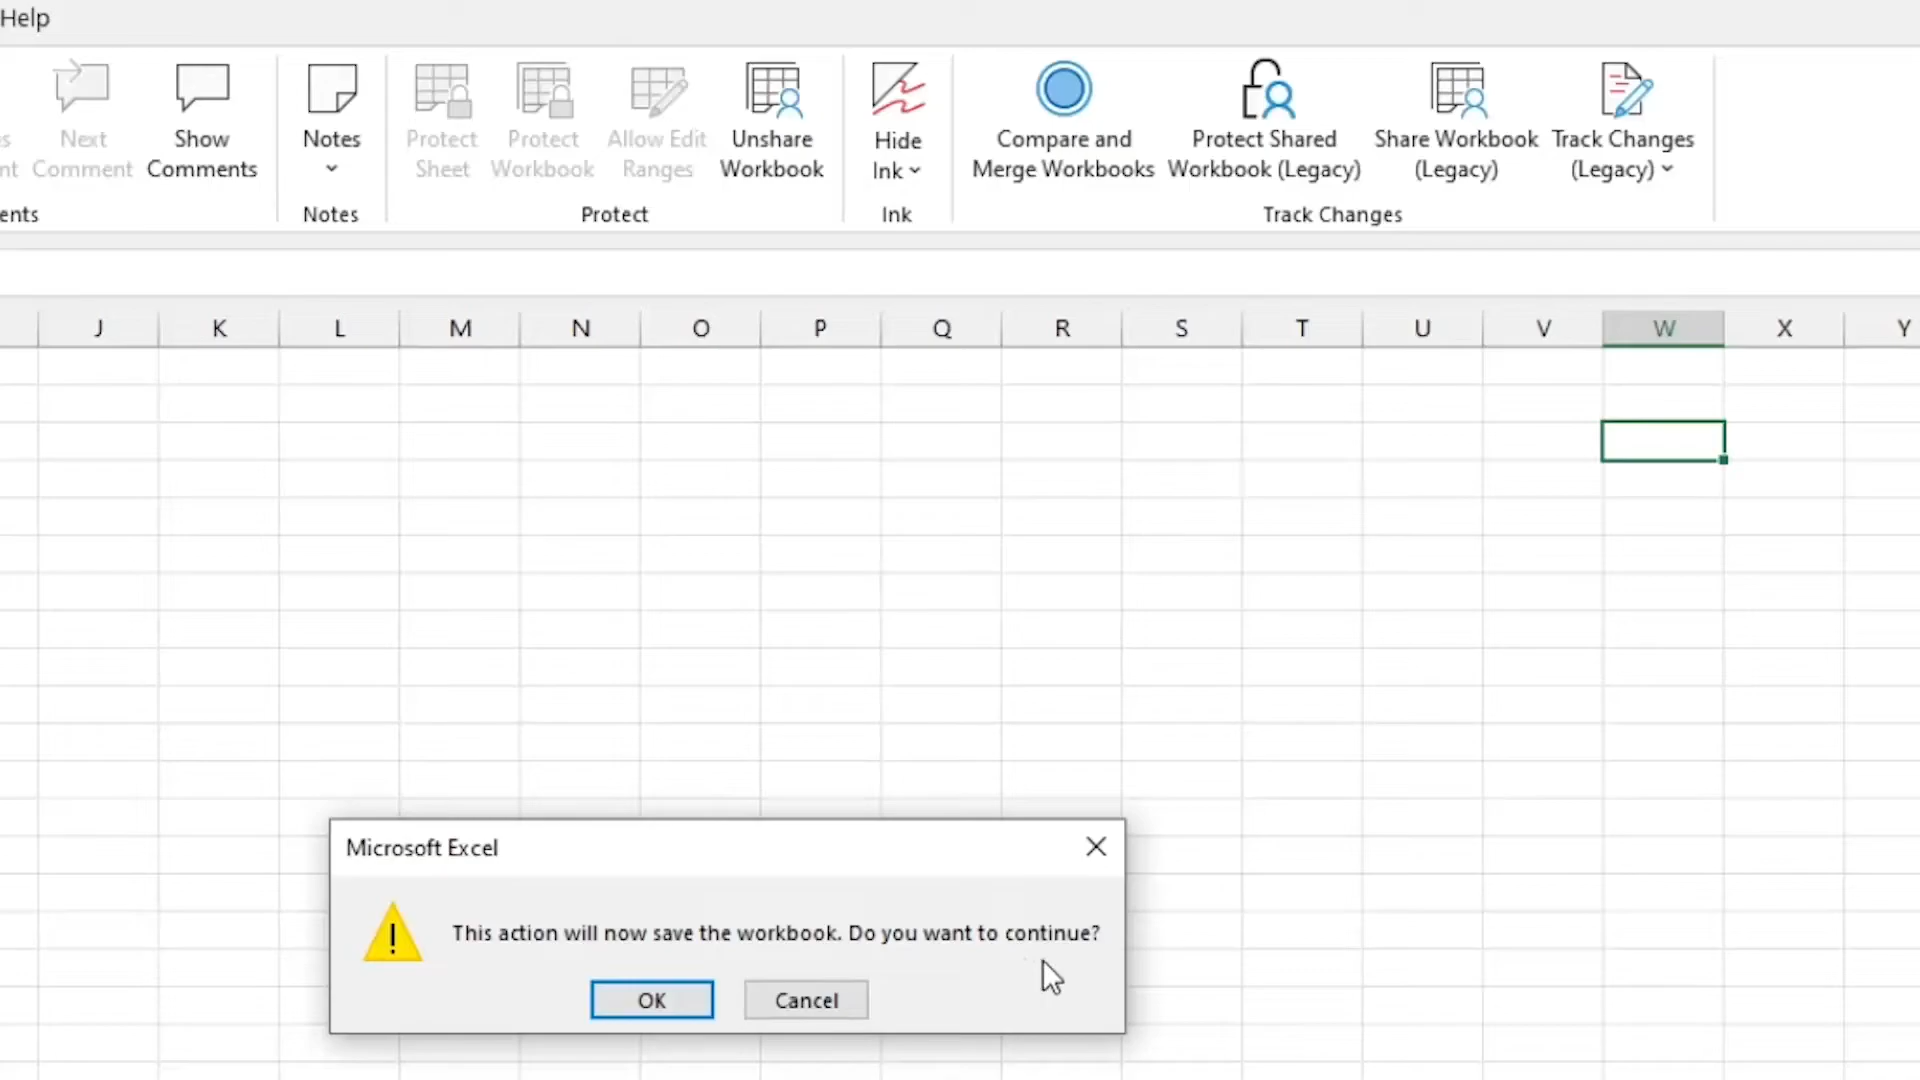 Help
s
nt
Next
Comment
Show
Comments
ents
Notes
Notes
Protect
Sheet
Protect
Workbook
Allow Edit
Ranges
Unshare
Workbook
Protect
Hide
Ink
Ink
Compare and
Merge Workbooks
Protect Shared
Workbook (Legacy)
Share Workbook
(Legacy)
Track Changes
(Legacy)
Track Changes
J K L M N O P Q R S T U V W X Y
Microsoft Excel
This action will now save the workbook. Do you want to continue?
OK Cancel